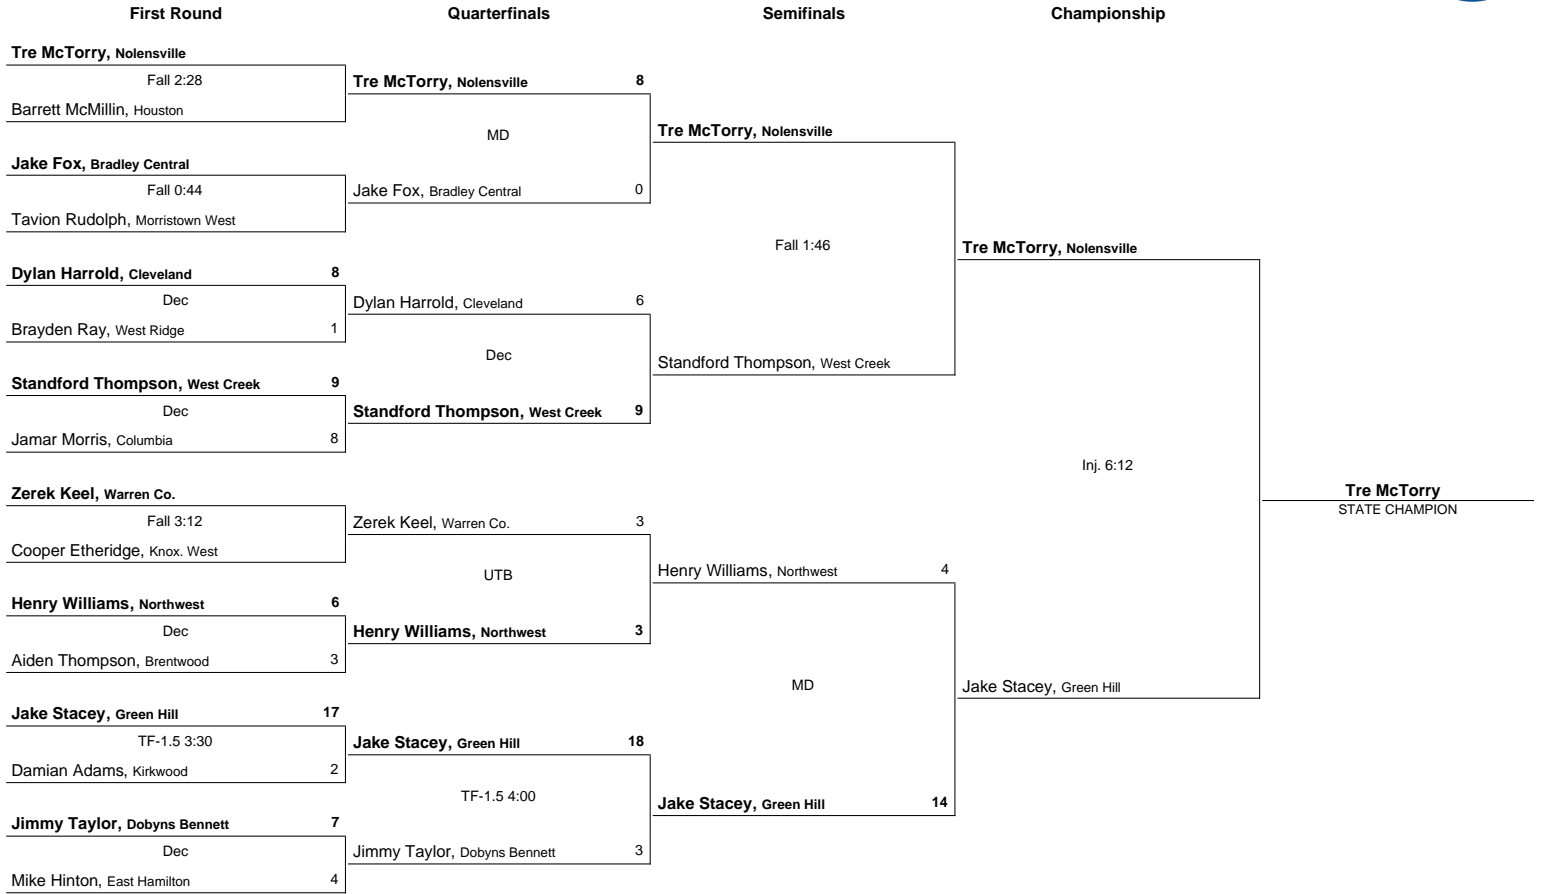 First Round
Quarterfinals
Semifinals
Championship
Tre McTorry, Nolensville
Fall 2:28
Barrett McMillin, Houston
Jake Fox, Bradley Central
Fall 0:44
Tavion Rudolph, Morristown West
Dylan Harrold, Cleveland 8
Dec
Brayden Ray, West Ridge 1
Standford Thompson, West Creek 9
Dec
Jamar Morris, Columbia 8
Zerek Keel, Warren Co.
Fall 3:12
Cooper Etheridge, Knox. West
Henry Williams, Northwest 6
Dec
Aiden Thompson, Brentwood 3
Jake Stacey, Green Hill 17
TF-1.5 3:30
Damian Adams, Kirkwood 2
Jimmy Taylor, Dobyns Bennett 7
Dec
Mike Hinton, East Hamilton 4
Tre McTorry, Nolensville 8
MD
Jake Fox, Bradley Central 0
Dylan Harrold, Cleveland 6
Dec
Standford Thompson, West Creek 9
Zerek Keel, Warren Co. 3
UTB
Henry Williams, Northwest 3
Jake Stacey, Green Hill 18
TF-1.5 4:00
Jimmy Taylor, Dobyns Bennett 3
Tre McTorry, Nolensville
Fall 1:46
Standford Thompson, West Creek
Henry Williams, Northwest 4
MD
Jake Stacey, Green Hill 14
Tre McTorry, Nolensville
Inj. 6:12
Jake Stacey, Green Hill
Tre McTorry
STATE CHAMPION